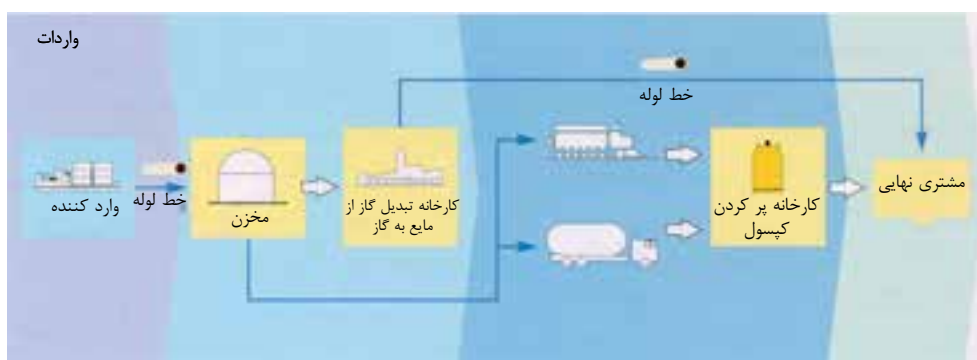 واردات
خط لوله
وارد کننده
خط لوله
مخزن
کارخانه تبدیل گاز از
مایع به گاز
کارخانه پر کردن
کپسول
مشتری نهایی